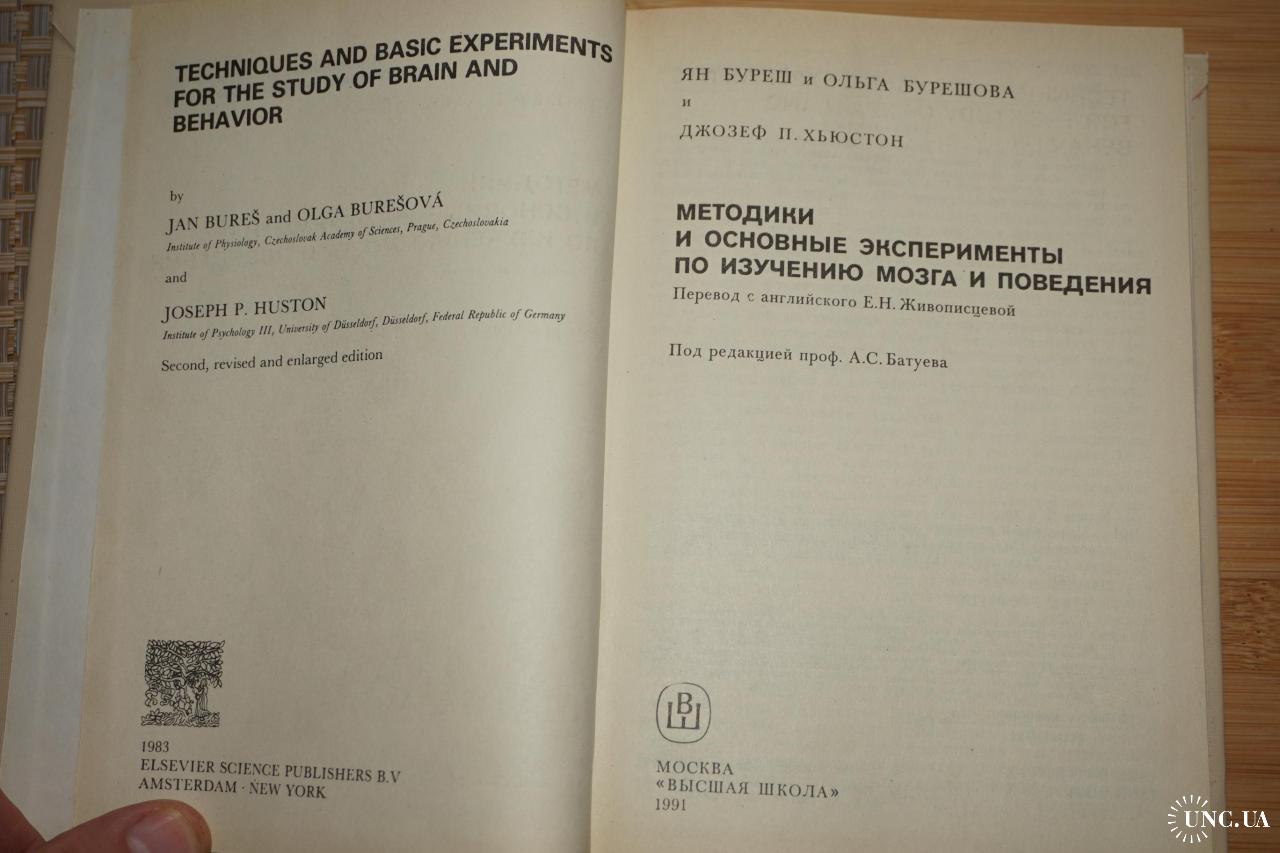 TECHNIQUES AND BASIC EXPERIMENTS
FOR THE STUDY OF BRAIN AND
BEHAVIOR
by
JAN BUREŠ and OLGA BUREŠOVÁ
Institute of Physiology, Czechoslovak Academy of Sciences, Prague, Czechoslovakia
and
JOSEPH P. HUSTON
Institute of Psychology III, University of Düsseldorf, Düsseldorf, Federal Republic of Germany
Second, revised and enlarged edition
1983
ELSEVIER SCIENCE PUBLISHERS B.V
AMSTERDAM · NEW YORK
ЯН БУРЕШ и ОЛЬГА БУРЕШОВА
и
ДЖОЗЕФ П. ХЬЮСТОН
МЕТОДИКИ
И ОСНОВНЫЕ ЭКСПЕРИМЕНТЫ
ПО ИЗУЧЕНИЮ МОЗГА И ПОВЕДЕНИЯ
Перевод с английского Е.Н. Живописцевой
Под редакцией проф. А.С. Батуева
ВШ
МОСКВА
«ВЫСШАЯ ШКОЛА»
1991
UNC.UA